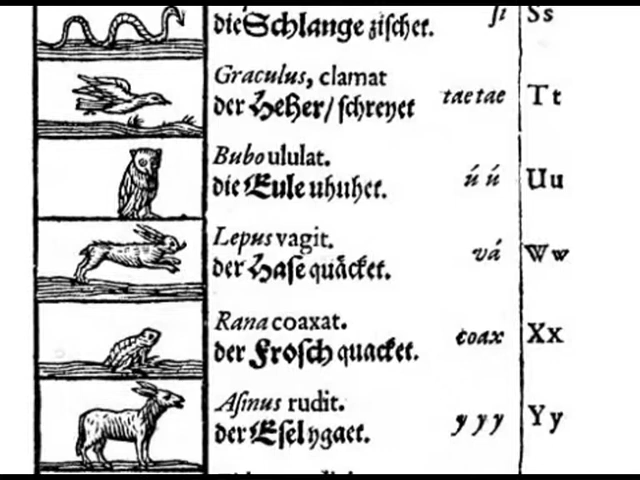 die Schlange zischet. ſi Ss
Graculus, clamat
der Heher/ ſchreyet tae tae Tt
Bubo ululat.
die Eule uhuhet. ú ú Uu
Lepus vagit.
der Haſe quäcket. vá Ww
Rana coaxat.
der Froſch quacket. coax Xx
Aſinus rudit.
der Eſel ygaet. y y y Yy